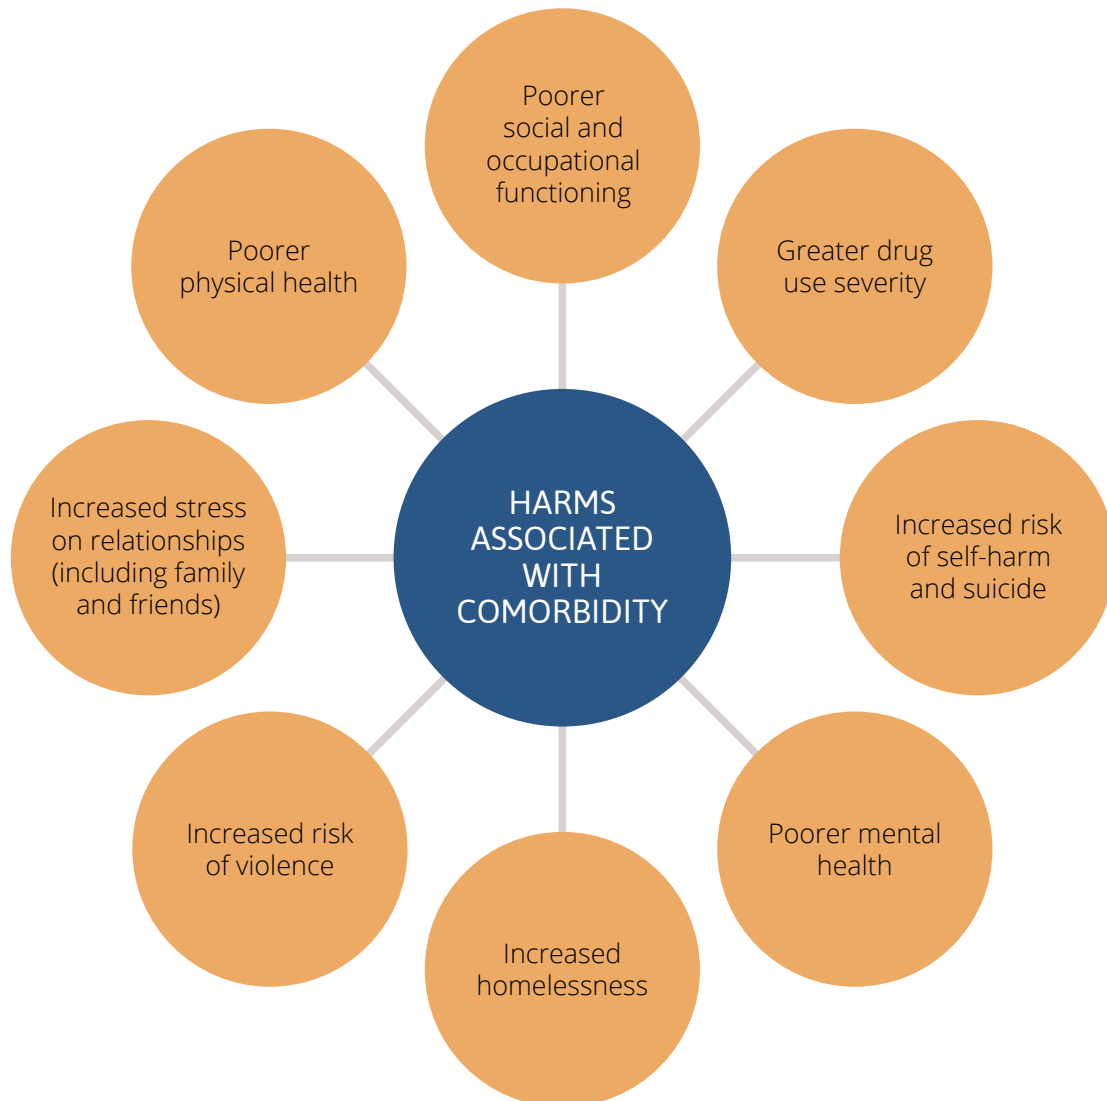 Poorer
social and
occupational
functioning
Poorer
physical health
Greater drug
use severity
Increased stress
on relationships
(including family
and friends)
HARMS
ASSOCIATED
WITH
COMORBIDITY
Increased risk
of self-harm
and suicide
Increased risk
of violence
Poorer mental
health
Increased
homelessness